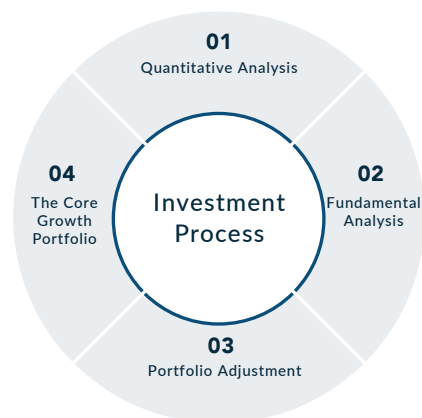 01
Quantitative Analysis
02
Fundamental
Analysis
03
Portfolio Adjustment
04
The Core
Growth
Portfolio
Investment
Process